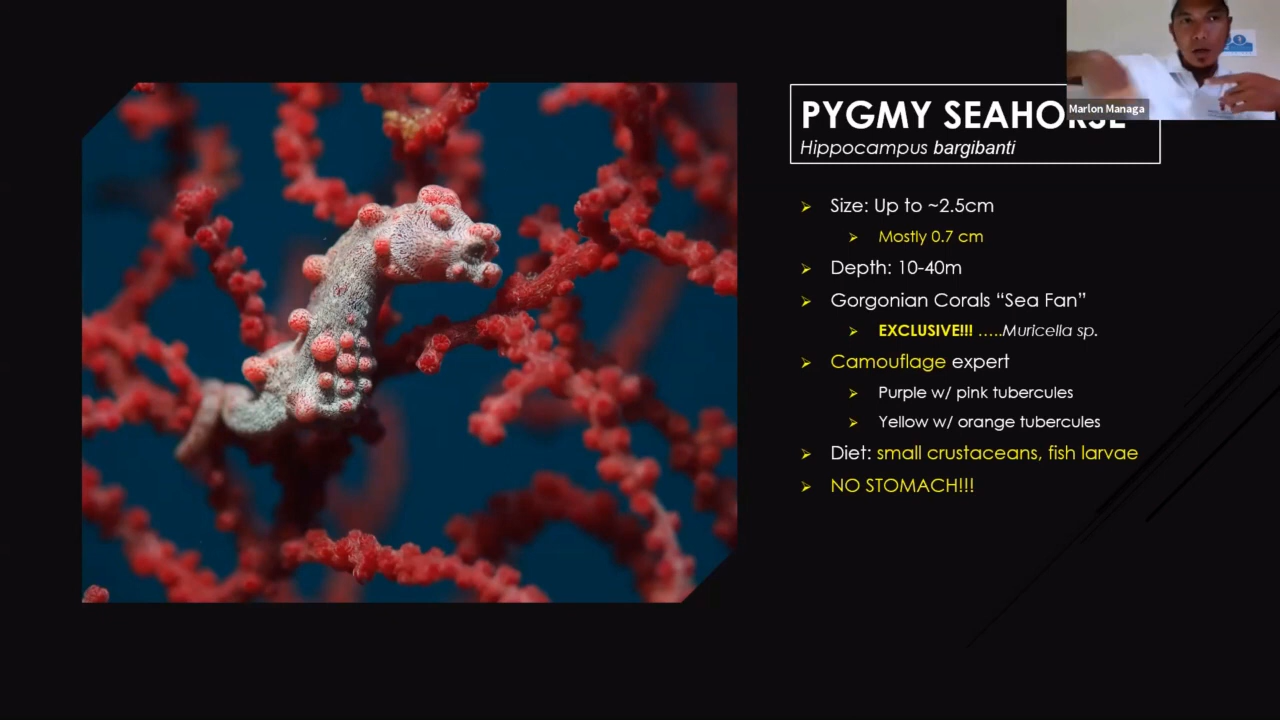 Marlon Managa
PYGMY SEAHORSE
Hippocampus bargibanti
➢ Size: Up to ~2.5cm
➢ Mostly 0.7 cm
➢ Depth: 10-40m
➢ Gorgonian Corals “Sea Fan”
➢ EXCLUSIVE!!! .....Muricella sp.
➢ Camouflage expert
➢ Purple w/ pink tubercules
➢ Yellow w/ orange tubercules
➢ Diet: small crustaceans, fish larvae
➢ NO STOMACH!!!